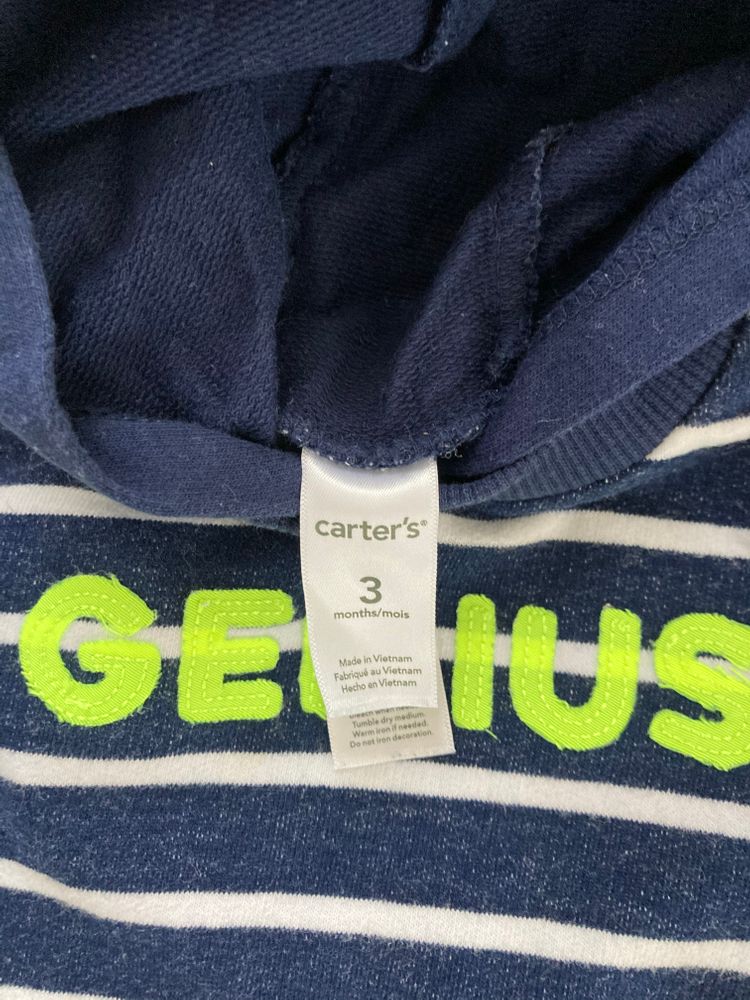 carter's®
3
months/mois
GE IUS
Made in Vietnam
Fabriqué au Vietnam
Hecho en Vietnam
Tumble dry medium.
Warm iron if needed.
Do not iron decoration.